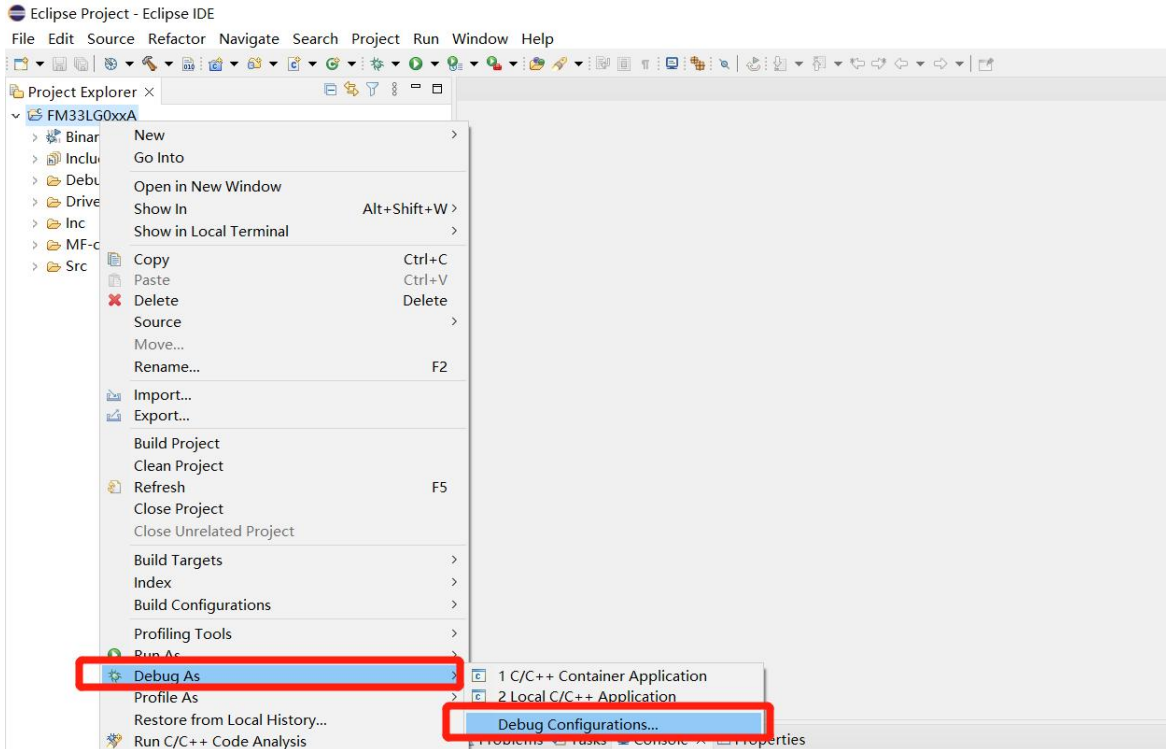 Eclipse Project - Eclipse IDE
File Edit Source Refactor Navigate Search Project Run Window Help
Project Explorer
FM33LG0xxA
Binar
Inclu
Debu
Drive
Inc
MF-c
Src
New
Go Into
Open in New Window
Show In Alt+Shift+W
Show in Local Terminal
Copy Ctrl+C
Paste Ctrl+V
Delete Delete
Source
Move...
Rename... F2
Import...
Export...
Build Project
Clean Project
Refresh F5
Close Project
Close Unrelated Project
Build Targets
Index
Build Configurations
Profiling Tools
Run As
Debug As
Profile As
Restore from Local History...
Run C/C++ Code Analysis
1 C/C++ Container Application
2 Local C/C++ Application
Debug Configurations...
Problems Tasks Console Properties